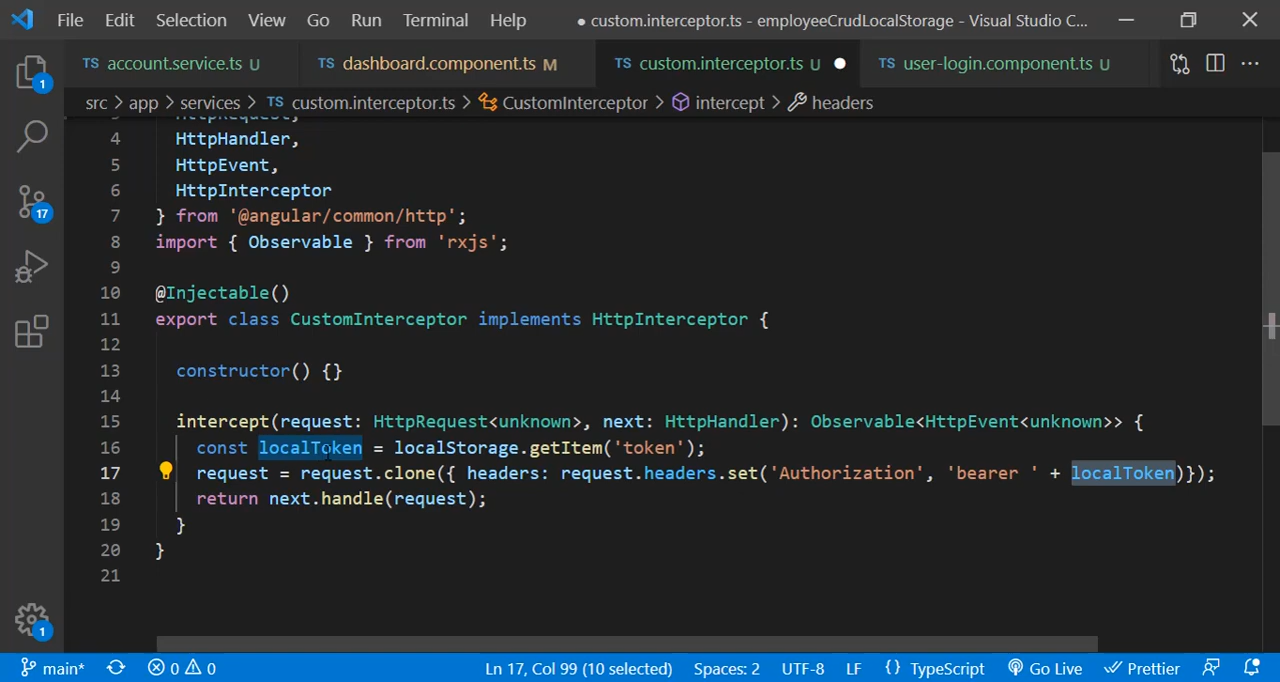 File Edit Selection View Go Run Terminal Help ● custom.interceptor.ts - employeeCrudLocalStorage - Visual Studio C...
TS account.service.ts U TS dashboard.component.ts M TS custom.interceptor.ts U TS user-login.component.ts U ...
src > app > services > TS custom.interceptor.ts > CustomInterceptor > intercept > headers
3 HttpRequest,
4 HttpHandler,
5 HttpEvent,
6 HttpInterceptor
7 } from '@angular/common/http';
8 import { Observable } from 'rxjs';
9
10 @Injectable()
11 export class CustomInterceptor implements HttpInterceptor {
12
13 constructor() {}
14
15 intercept(request: HttpRequest<unknown>, next: HttpHandler): Observable<HttpEvent<unknown>> {
16 const localToken = localStorage.getItem('token');
17 request = request.clone({ headers: request.headers.set('Authorization', 'bearer ' + localToken)});
18 return next.handle(request);
19 }
20 }
21
1
17
1
main* 0 0 Ln 17, Col 99 (10 selected) Spaces: 2 UTF-8 LF {} TypeScript Go Live Prettier